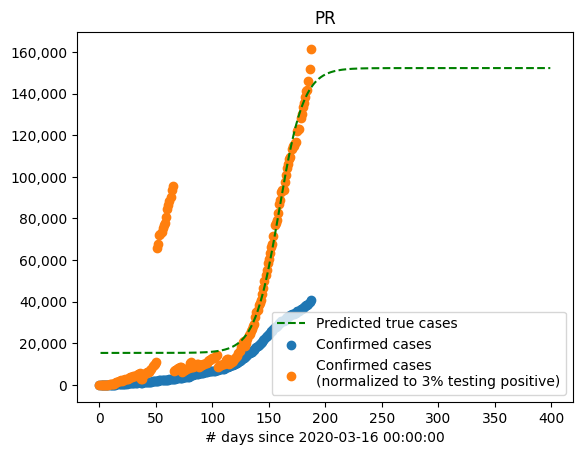 PR
160,000
140,000
120,000
100,000
80,000
60,000
40,000
20,000
0
Predicted true cases
Confirmed cases
Confirmed cases
(normalized to 3% testing positive)
0 50 100 150 200 250 300 350 400
# days since 2020-03-16 00:00:00